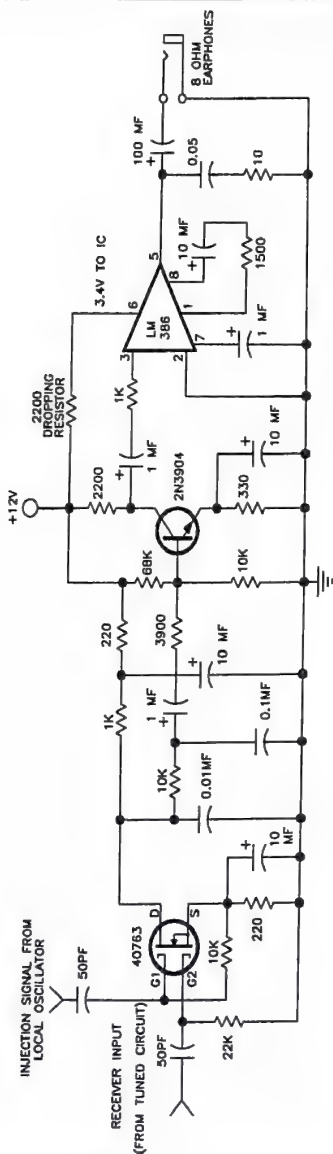 INJECTION SIGNAL FROM
LOCAL OSCILLATOR
50PF
RECEIVER INPUT
(FROM TUNED CIRCUIT)
50PF
40763
G1
G2
D
S
10K
22K
220
10
MF
0.01MF
10K
1K
1 MF
+
0.1MF
10 MF
+
220
3900
68K
10K
+12V
2200
2N3904
330
10 MF
+
2200
DROPPING
RESISTOR
1 MF
+
1K
3.4V TO IC
LM
386
3
2
6
5
7
1
8
1 MF
+
10 MF
+
1500
100 MF
+
0.05
10
8 OHM
EARPHONES